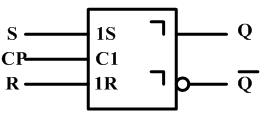 S 1S Q
CP C1
R 1R Q̅